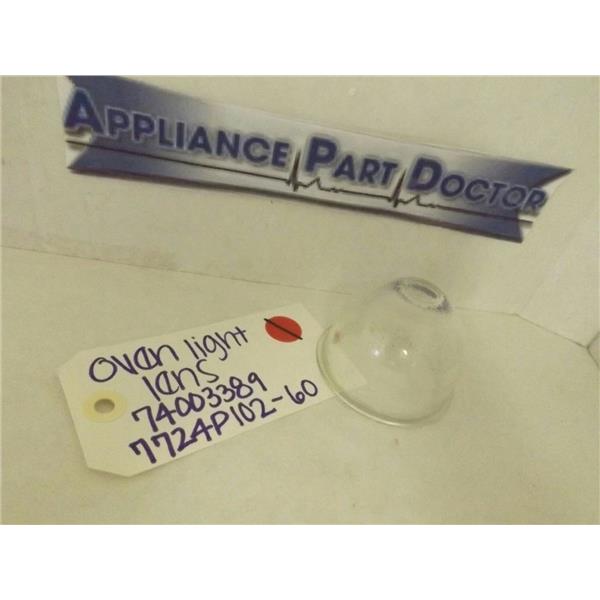 APPLIANCE PART DOCTOR
oven light
lens
74003389
7724P102-60